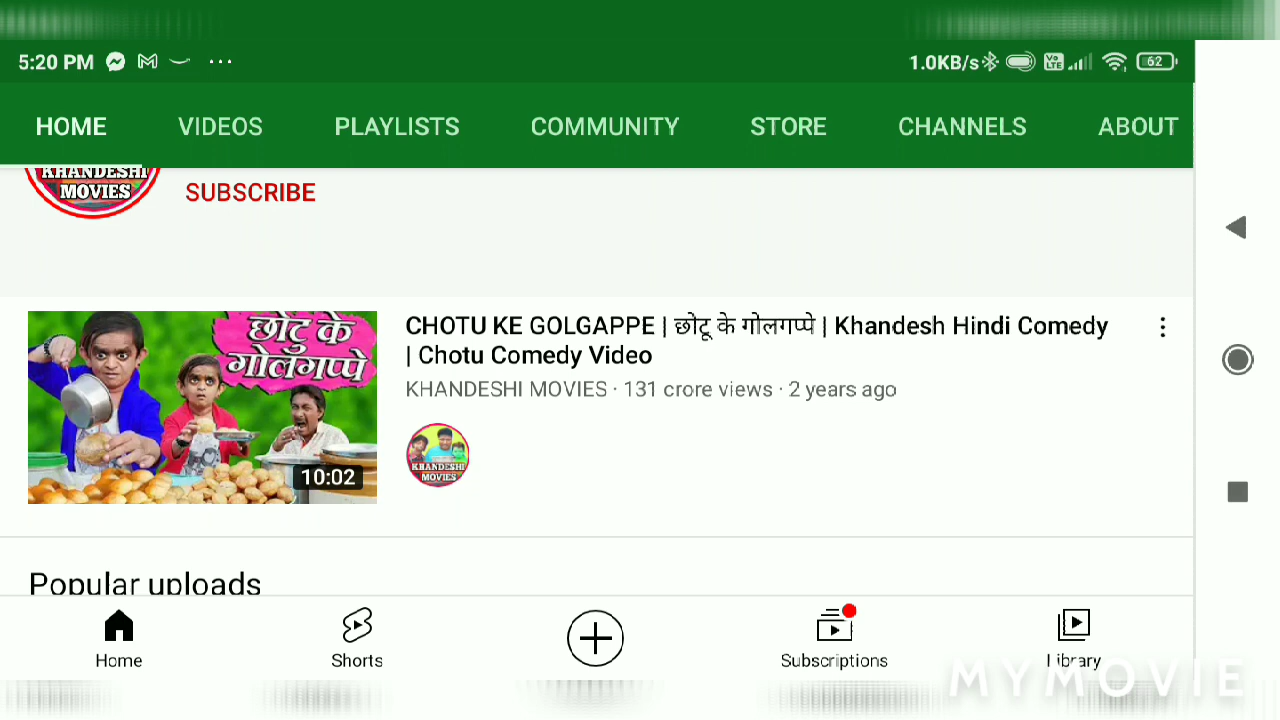 5:20 PM ... 1.0KB/s 62
HOME VIDEOS PLAYLISTS COMMUNITY STORE CHANNELS ABOUT
KHANDESHI
MOVIES
SUBSCRIBE
छोटु के
गोलगप्पे
10:02
CHOTU KE GOLGAPPE | छोटू के गोलगप्पे | Khandesh Hindi Comedy
| Chotu Comedy Video
KHANDESHI MOVIES · 131 crore views · 2 years ago
KHANDESHI
MOVIES
Popular uploads
Home Shorts Subscriptions Library
MYMOVIE